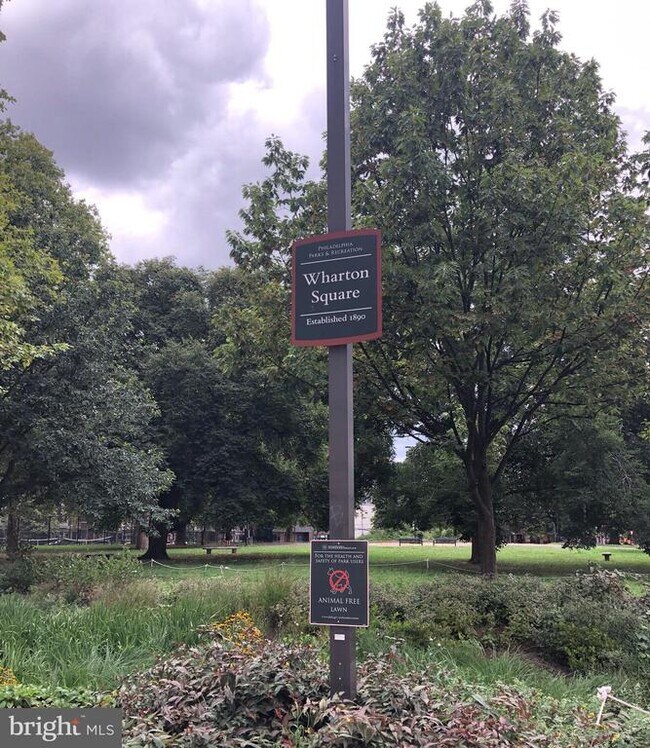 PHILADELPHIA
PARKS & RECREATION
Wharton
Square
Established 1890
FOR THE HEALTH AND
SAFETY OF PARK USERS
ANIMAL FREE
LAWN
bright MLS